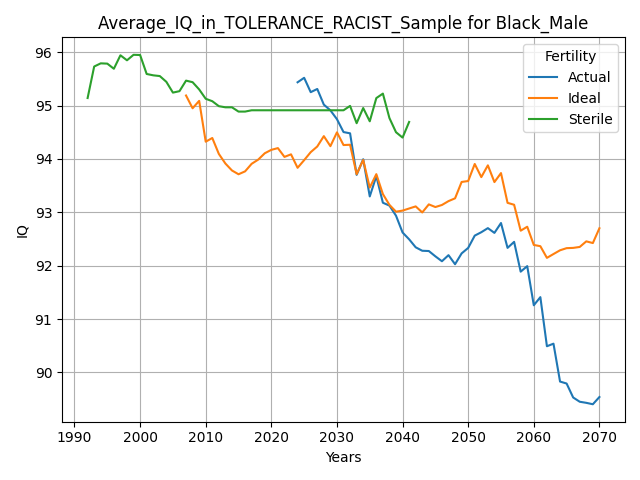 Average_IQ_in_TOLERANCE_RACIST_Sample for Black_Male
IQ
96
95
94
93
92
91
90
Fertility
Actual
Ideal
Sterile
1990 2000 2010 2020 2030 2040 2050 2060 2070
Years